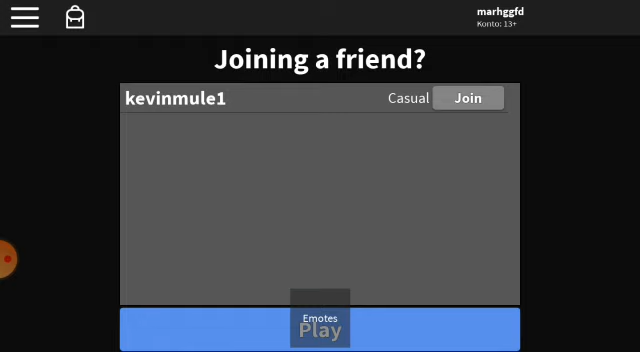 marhggfd
Konto: 13+
Joining a friend?
kevinmule1 Casual Join
Emotes
Play